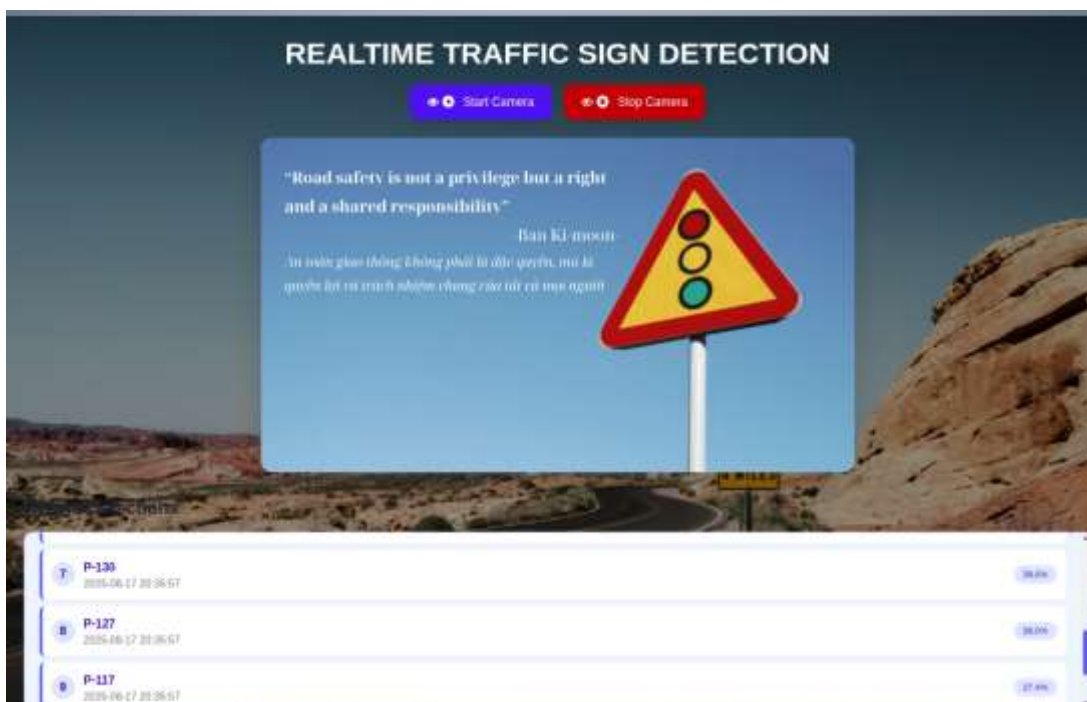 REALTIME TRAFFIC SIGN DETECTION
Start Camera
Stop Camera
“Road safety is not a privilege but a right
and a shared responsibility”
-Ban Ki-moon-
An toàn giao thông không phải là đặc quyền, mà là
quyền lợi và trách nhiệm chung của tất cả mọi người
7
P-130
8
P-127
9
P-117